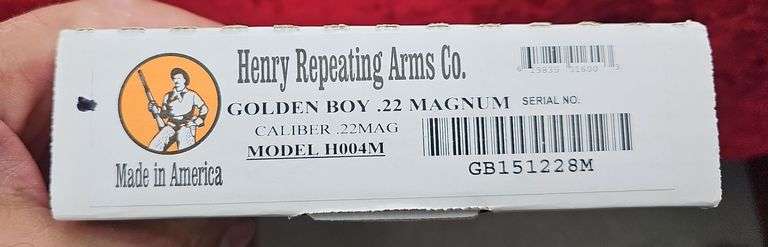 Henry Repeating Arms Co.
GOLDEN BOY .22 MAGNUM
SERIAL NO.
CALIBER .22MAG
MODEL H004M
GB151228M
Made in America